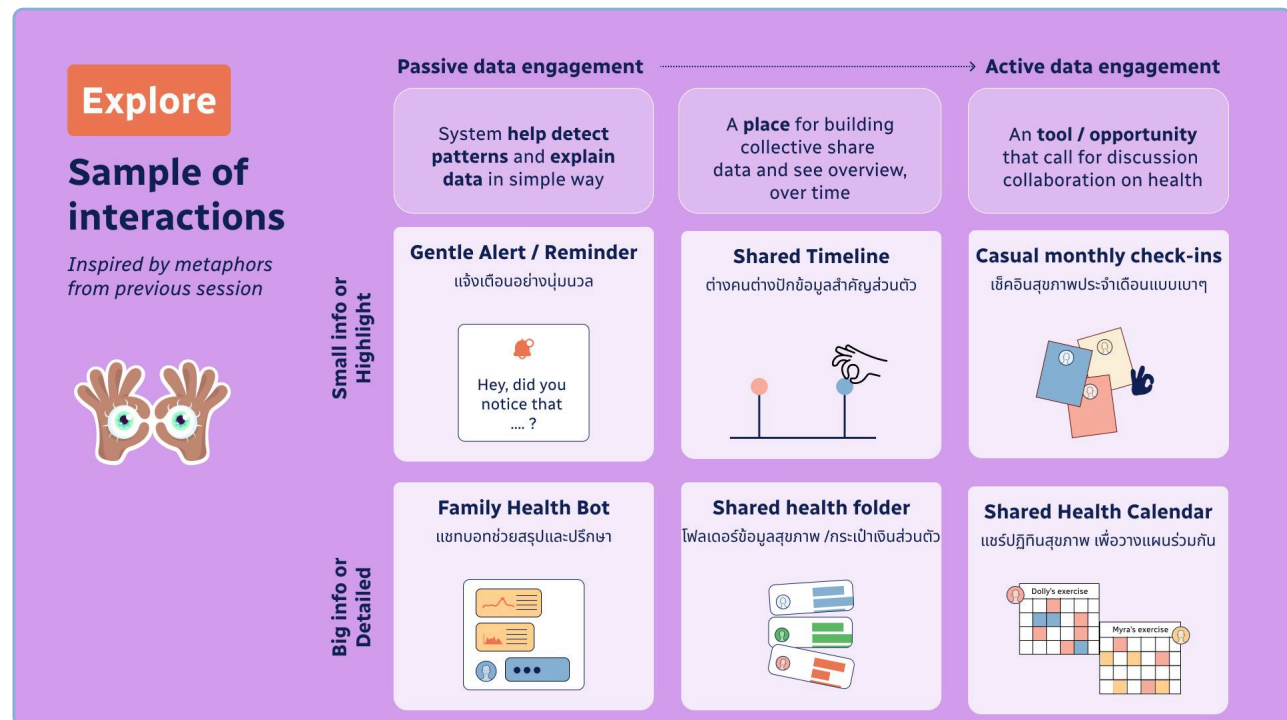 Explore
Sample of
interactions
Inspired by metaphors
from previous session
Passive data engagement
Active data engagement
System help detect
patterns and explain
data in simple way
A place for building
collective share
data and see overview,
over time
An tool / opportunity
that call for discussion
collaboration on health
Small info or
Highlight
Gentle Alert / Reminder
แจ้งเตือนอย่างนุ่มนวล
Hey, did you
notice that
.... ?
Shared Timeline
ต่างคนต่างปักข้อมูลสำคัญส่วนตัว
Casual monthly check-ins
เช็คอินสุขภาพประจำเดือนแบบเบาๆ
Big info or
Detailed
Family Health Bot
แชทบอทช่วยสรุปและปรึกษา
Shared health folder
โฟลเดอร์ข้อมูลสุขภาพ /กระเป๋าเงินส่วนตัว
Shared Health Calendar
แชร์ปฏิทินสุขภาพ เพื่อวางแผนร่วมกัน
Dolly's exercise
Myra's exercise